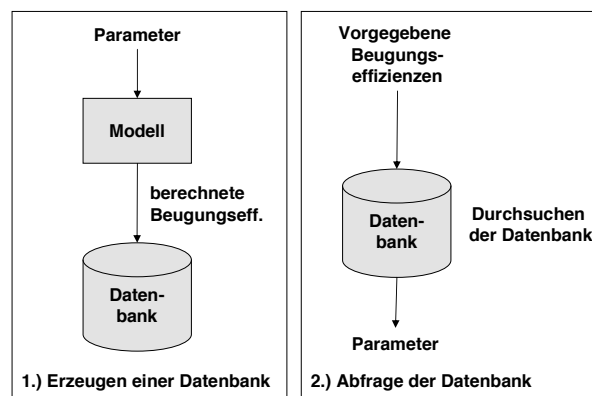 Parameter
Modell
berechnete
Beugungseff.
Daten-
bank
1.) Erzeugen einer Datenbank
Vorgegebene
Beugungs-
effizienzen
Daten-
bank
Durchsuchen
der Datenbank
Parameter
2.) Abfrage der Datenbank